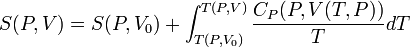 S(P,V) = S(P,V_0) + \int_{T(P,V_0)}^{T(P,V)} \frac{C_P(P,V(T,P))}{T} dT